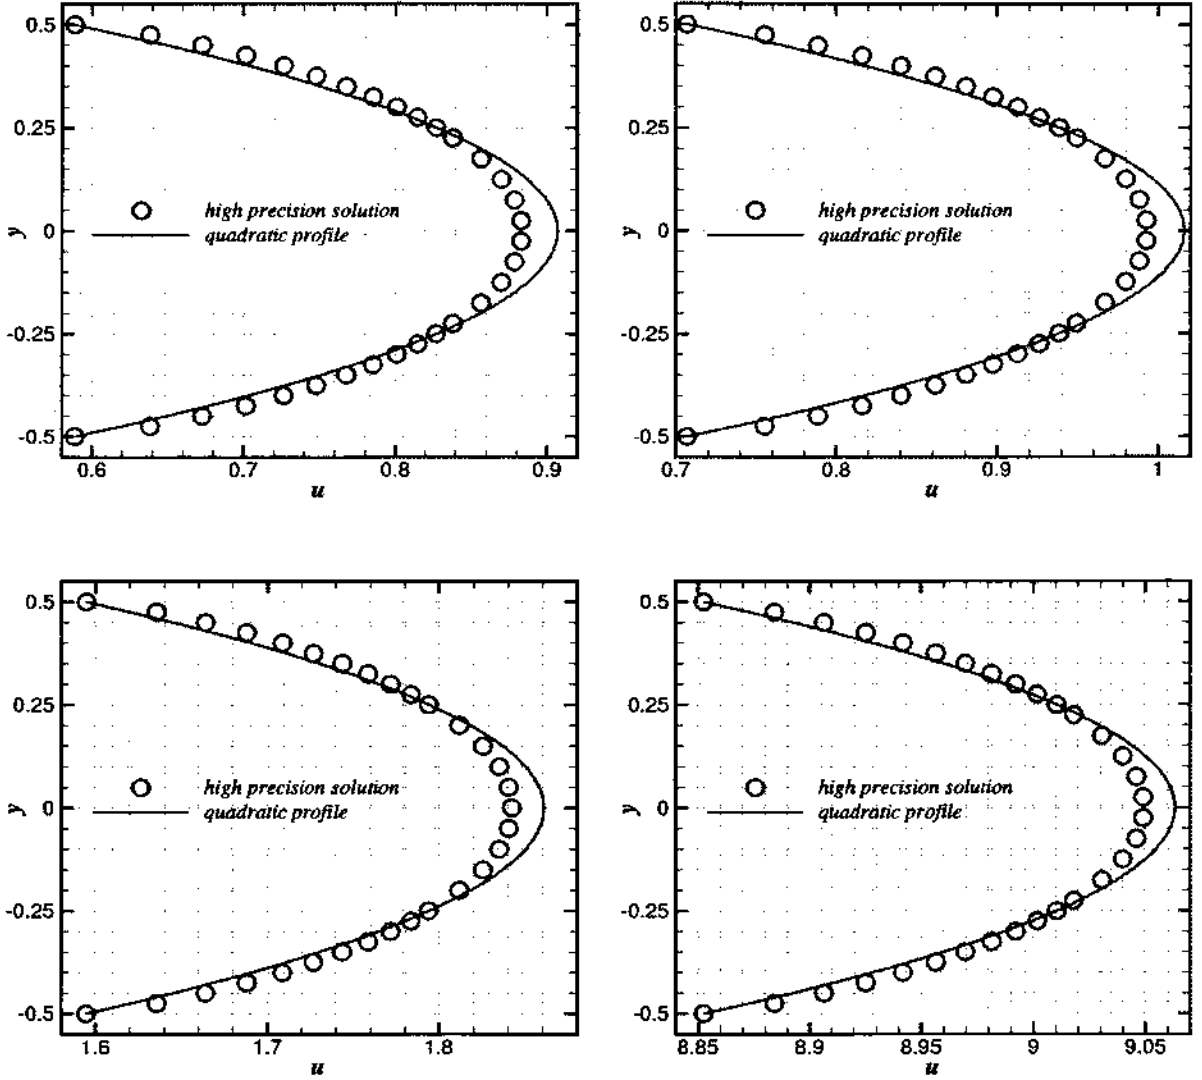 0.5
0.25
high precision solution
quadratic profile
y
0
-0.25
-0.5
0.6
0.7
0.8
0.9
u
0.5
0.25
high precision solution
quadratic profile
y
0
-0.25
-0.5
0.7
0.8
0.9
1
u
0.5
0.25
high precision solution
quadratic profile
y
0
-0.25
-0.5
1.6
1.7
1.8
u
0.5
0.25
high precision solution
quadratic profile
y
0
-0.25
-0.5
8.85
8.9
8.95
9
9.05
u